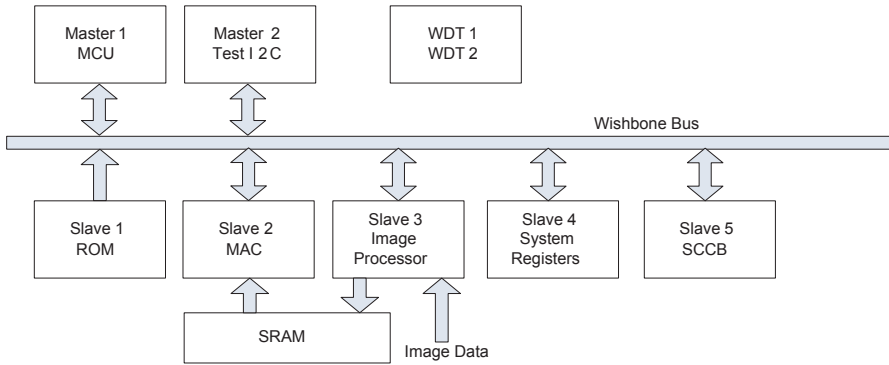 Master 1
MCU
Master 2
Test I 2 C
WDT 1
WDT 2
Wishbone Bus
Slave 1
ROM
Slave 2
MAC
Slave 3
Image
Processor
Slave 4
System
Registers
Slave 5
SCCB
SRAM
Image Data